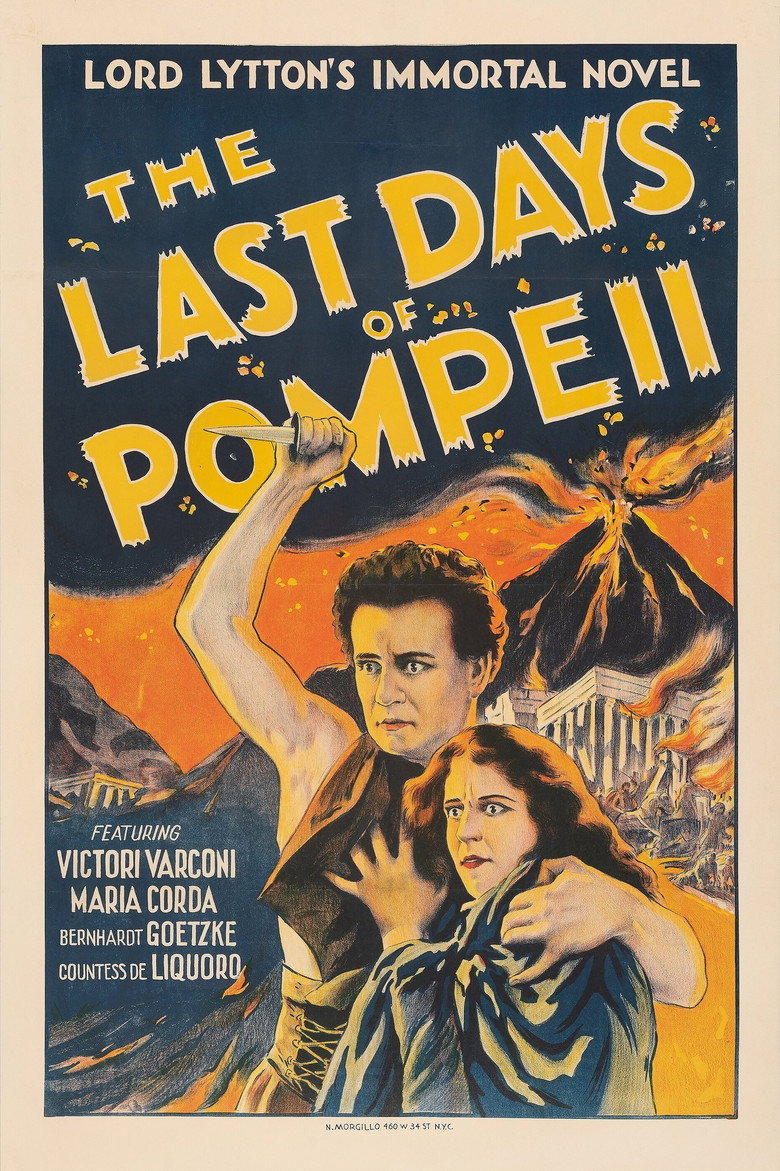 LORD LYTTON'S IMMORTAL NOVEL
THE
LAST DAYS
OF
POMPEII
FEATURING
VICTORI VARCONI
MARIA CORDA
BERNHARDT GOETZKE
COUNTESS DE LIQUORO
N. MORGILLO 460 W 34 ST N.Y.C.